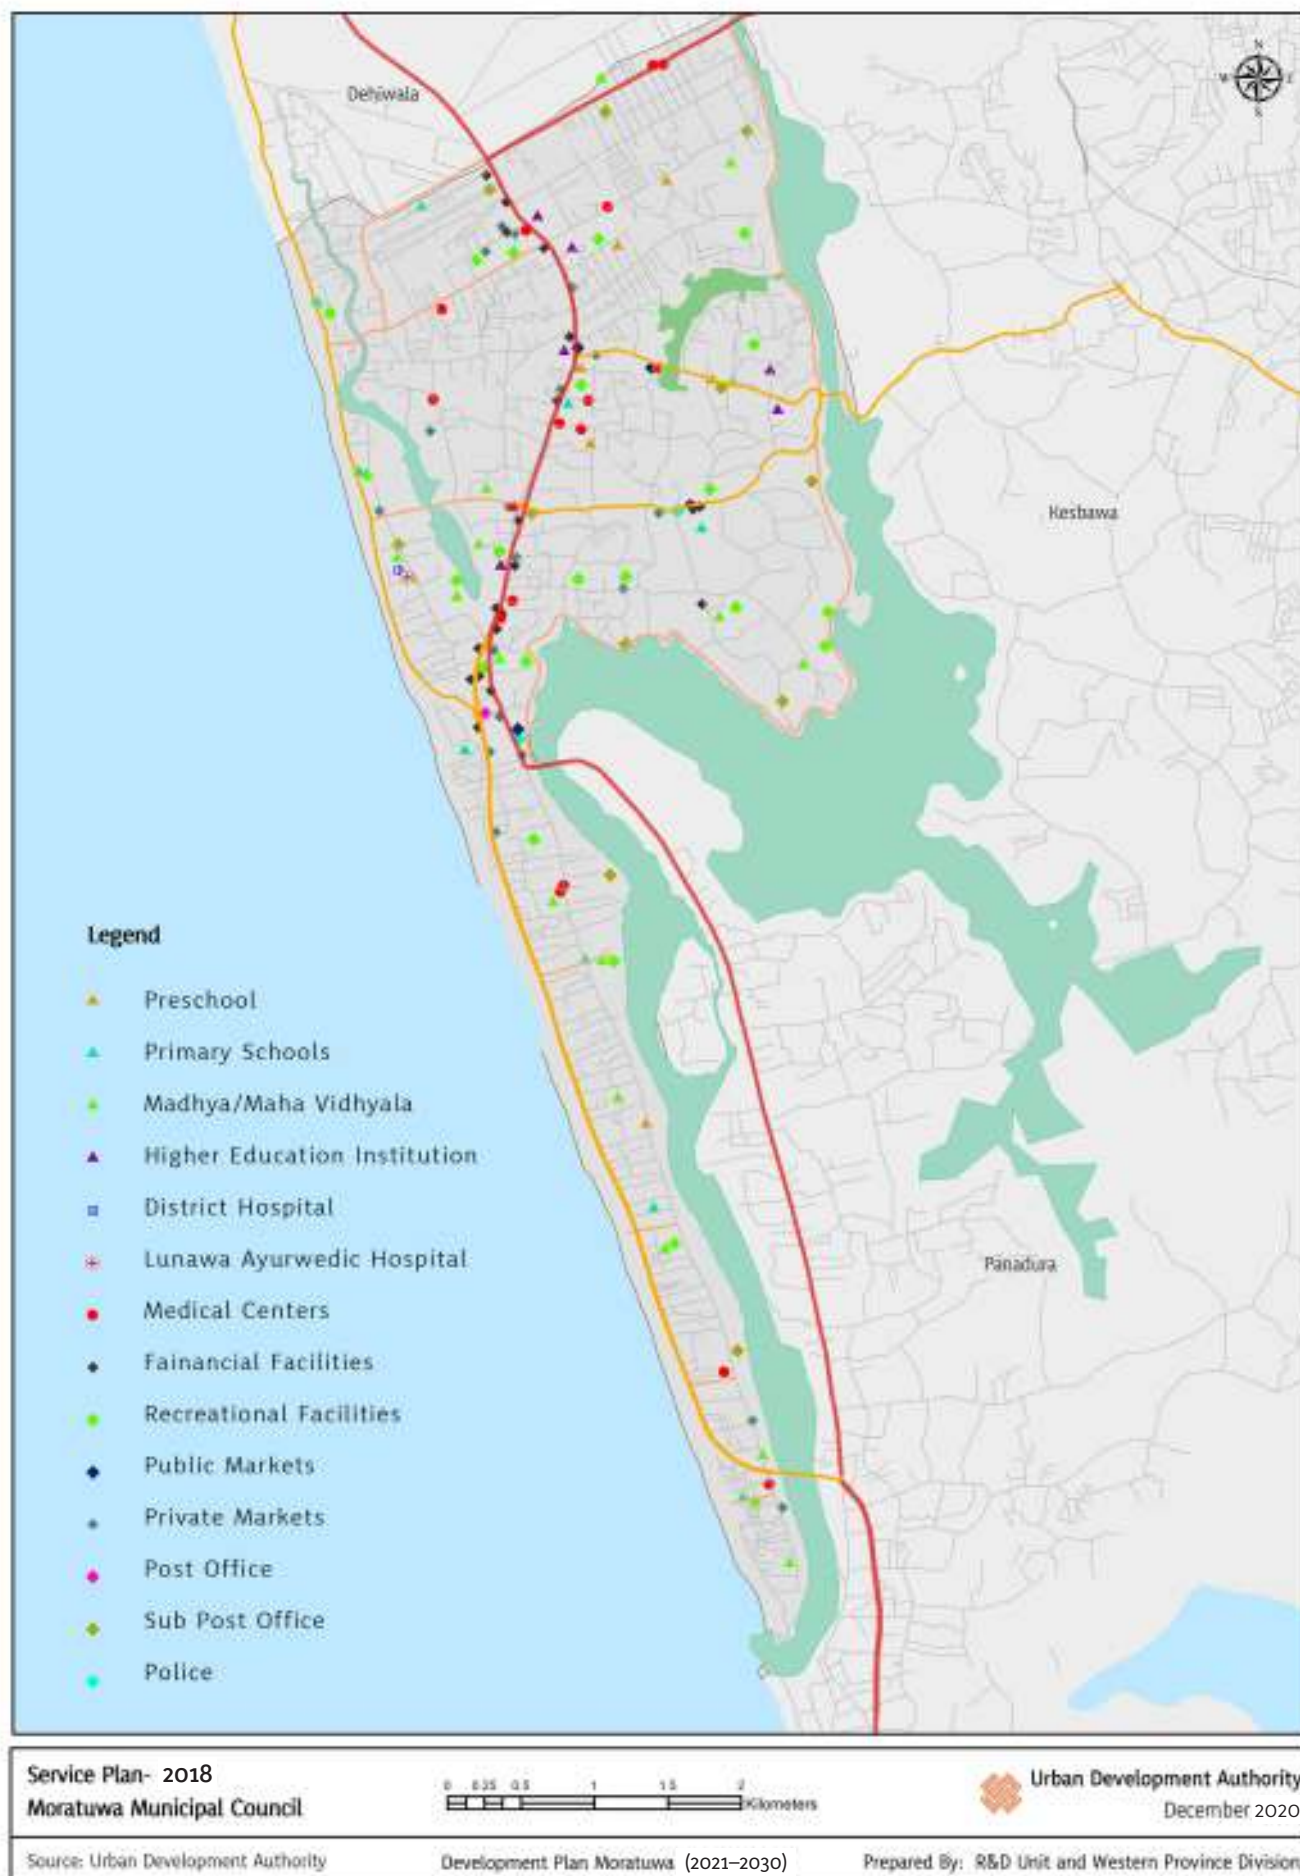 N
W E
S
Dehiwala
Kesbawa
Panadura
Legend
Preschool
Primary Schools
Madhya/Maha Vidhyala
Higher Education Institution
District Hospital
Lunawa Ayurwedic Hospital
Medical Centers
Fainancial Facilities
Recreational Facilities
Public Markets
Private Markets
Post Office
Sub Post Office
Police
Service Plan- 2018
Moratuwa Municipal Council
0 0.25 0.5 1 1.5 2
Kilometers
Urban Development Authority
December 2020
Source: Urban Development Authority
Development Plan Moratuwa (2021–2030)
Prepared By: R&D Unit and Western Province Division